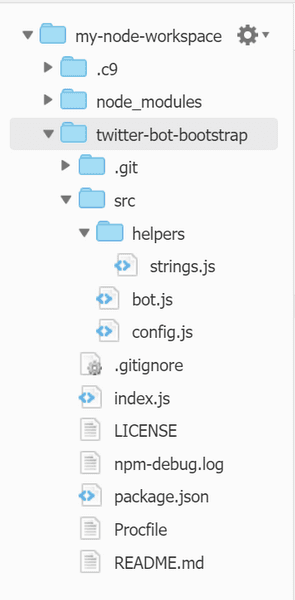 my-node-workspace
.c9
node_modules
twitter-bot-bootstrap
.git
src
helpers
strings.js
bot.js
config.js
.gitignore
index.js
LICENSE
npm-debug.log
package.json
Procfile
README.md